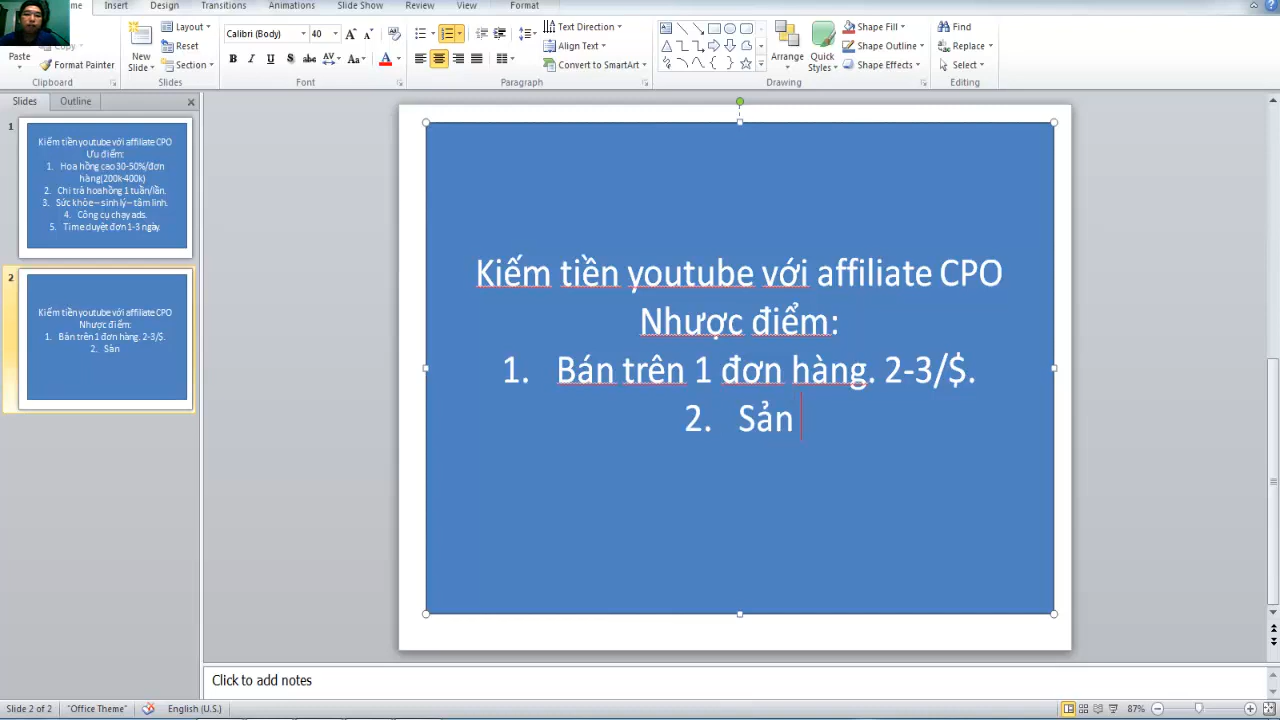 Insert Design Transitions Animations Slide Show Review View Format
Paste
Copy
Format Painter
Clipboard
New
Slide
Layout
Reset
Section
Slides
Calibri (Body) 40
B I U S abc AV Aa A
Font
Text Direction
Align Text
Convert to SmartArt
Paragraph
Arrange
Quick
Styles
Shape Fill
Shape Outline
Shape Effects
Drawing
Find
Replace
Select
Editing
Slides Outline
1
Kiếm tiền youtube với affiliate CPO
Ưu điểm:
1. Hoa hồng cao 30-50%/đơn
hàng(200k-400k)
2. Chi trả hoa hồng 1 tuần/lần.
3. Sức khỏe – sinh lý – tâm linh.
4. Công cụ chạy ads.
5. Time duyệt đơn 1-3 ngày.
2
Kiếm tiền youtube với affiliate CPO
Nhược điểm:
1. Bán trên 1 đơn hàng. 2-3/$.
2. Sản
Kiếm tiền youtube với affiliate CPO
Nhược điểm:
1. Bán trên 1 đơn hàng. 2-3/$.
2. Sản
Click to add notes
Slide 2 of 2 "Office Theme" English (U.S.) 87%